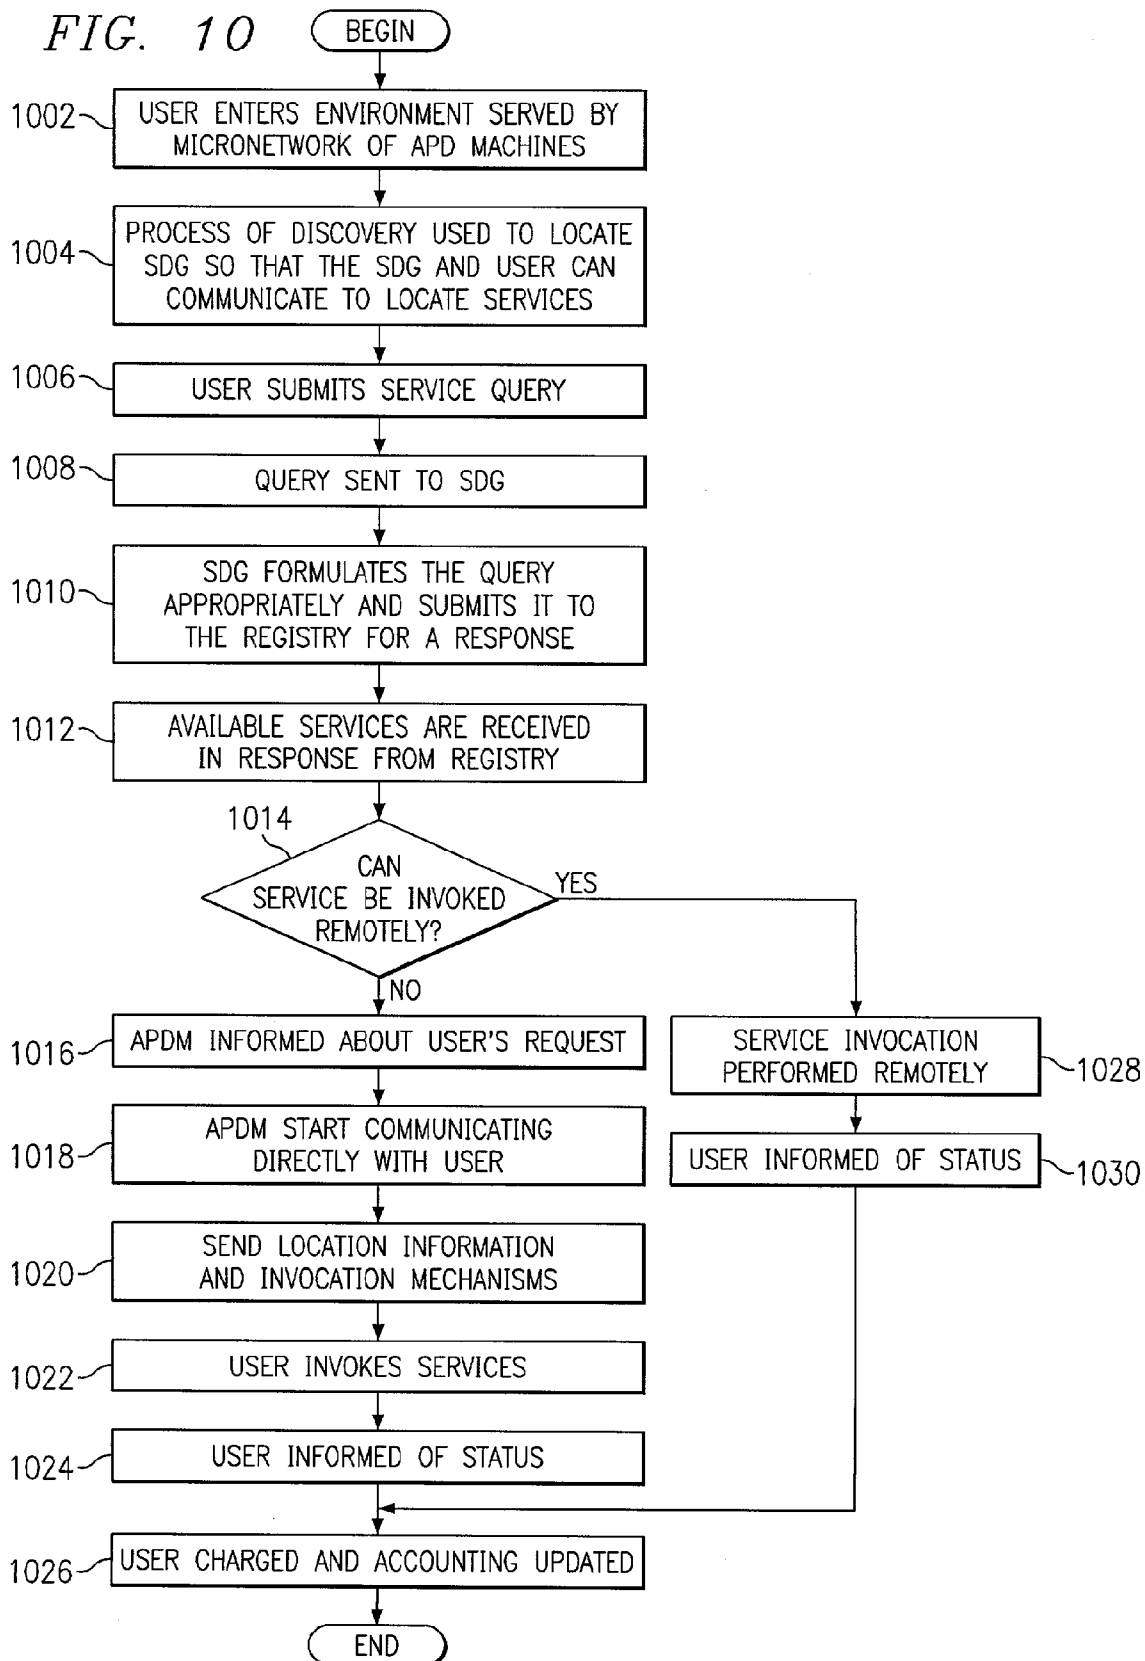 FIG. 10
BEGIN
1002
USER ENTERS ENVIRONMENT SERVED BY
MICRONETWORK OF APD MACHINES
1004
PROCESS OF DISCOVERY USED TO LOCATE
SDG SO THAT THE SDG AND USER CAN
COMMUNICATE TO LOCATE SERVICES
1006
USER SUBMITS SERVICE QUERY
1008
QUERY SENT TO SDG
1010
SDG FORMULATES THE QUERY
APPROPRIATELY AND SUBMITS IT TO
THE REGISTRY FOR A RESPONSE
1012
AVAILABLE SERVICES ARE RECEIVED
IN RESPONSE FROM REGISTRY
1014
CAN
SERVICE BE INVOKED
REMOTELY?
YES
NO
1016
APDM INFORMED ABOUT USER'S REQUEST
SERVICE INVOCATION
PERFORMED REMOTELY
1028
1018
APDM START COMMUNICATING
DIRECTLY WITH USER
USER INFORMED OF STATUS
1030
1020
SEND LOCATION INFORMATION
AND INVOCATION MECHANISMS
1022
USER INVOKES SERVICES
1024
USER INFORMED OF STATUS
1026
USER CHARGED AND ACCOUNTING UPDATED
END